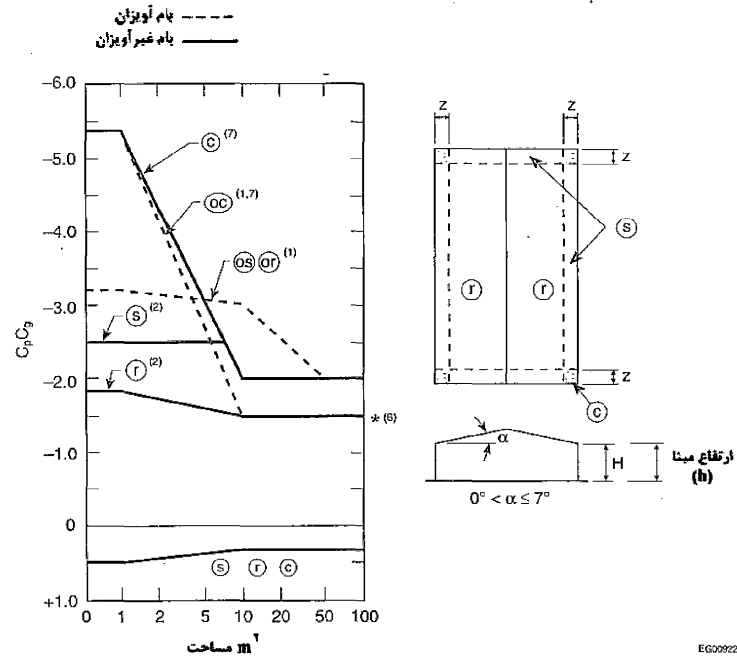 بام آویزان
بام غیرآویزان
−6.0
−5.0
−4.0
−3.0
−2.0
−1.0
0
+1.0
CpCg
c (7)
oc (1,7)
os or (1)
s (2)
r (2)
* (6)
s r c
0 1 2 5 10 20 50 100
مساحت m۲
z z
z
s
r r
z
c
α
H
ارتفاع مبنا
(h)
0° < α ≤ 7°
EG00922